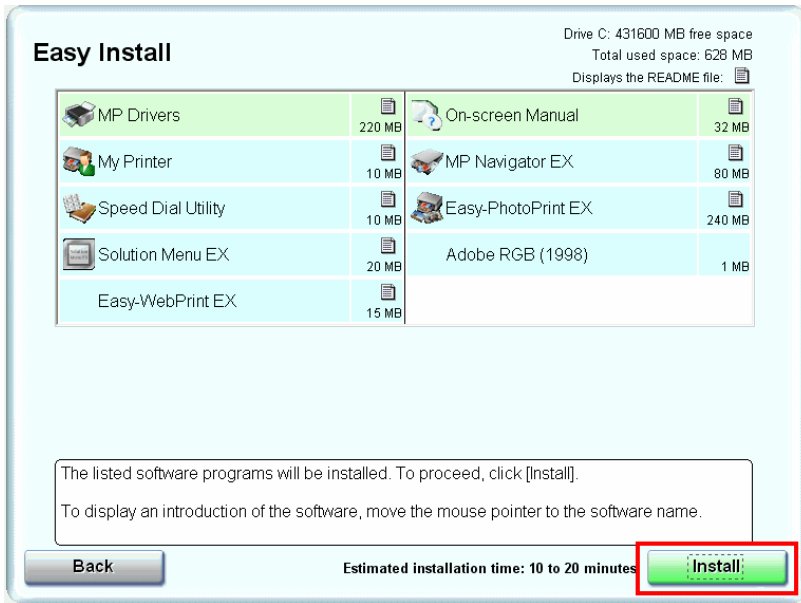 Easy Install
Drive C: 431600 MB free space
Total used space: 628 MB
Displays the README file:
MP Drivers
220 MB
On-screen Manual
32 MB
My Printer
10 MB
MP Navigator EX
80 MB
Speed Dial Utility
10 MB
Easy-PhotoPrint EX
240 MB
Solution Menu EX
20 MB
Adobe RGB (1998)
1 MB
Easy-WebPrint EX
15 MB
The listed software programs will be installed. To proceed, click [Install].
To display an introduction of the software, move the mouse pointer to the software name.
Back
Estimated installation time: 10 to 20 minutes
Install